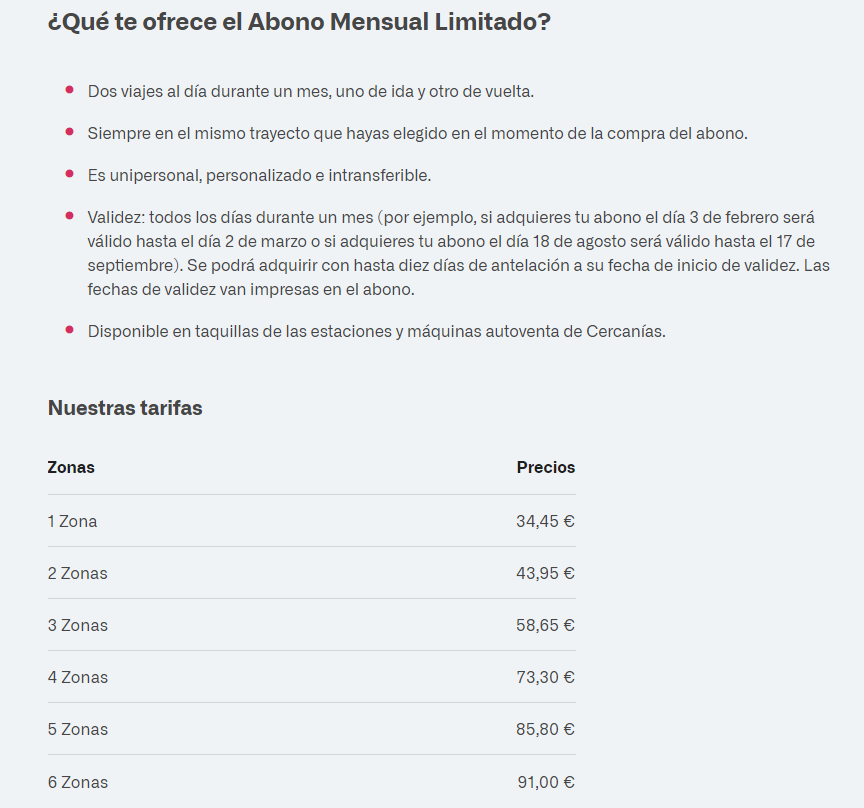 ¿Qué te ofrece el Abono Mensual Limitado?
Dos viajes al día durante un mes, uno de ida y otro de vuelta.
Siempre en el mismo trayecto que hayas elegido en el momento de la compra del abono.
Es unipersonal, personalizado e intransferible.
Validez: todos los días durante un mes (por ejemplo, si adquieres tu abono el día 3 de febrero será
válido hasta el día 2 de marzo o si adquieres tu abono el día 18 de agosto será válido hasta el 17 de
septiembre). Se podrá adquirir con hasta diez días de antelación a su fecha de inicio de validez. Las
fechas de validez van impresas en el abono.
Disponible en taquillas de las estaciones y máquinas autoventa de Cercanías.
Nuestras tarifas
Zonas Precios
1 Zona 34,45 €
2 Zonas 43,95 €
3 Zonas 58,65 €
4 Zonas 73,30 €
5 Zonas 85,80 €
6 Zonas 91,00 €